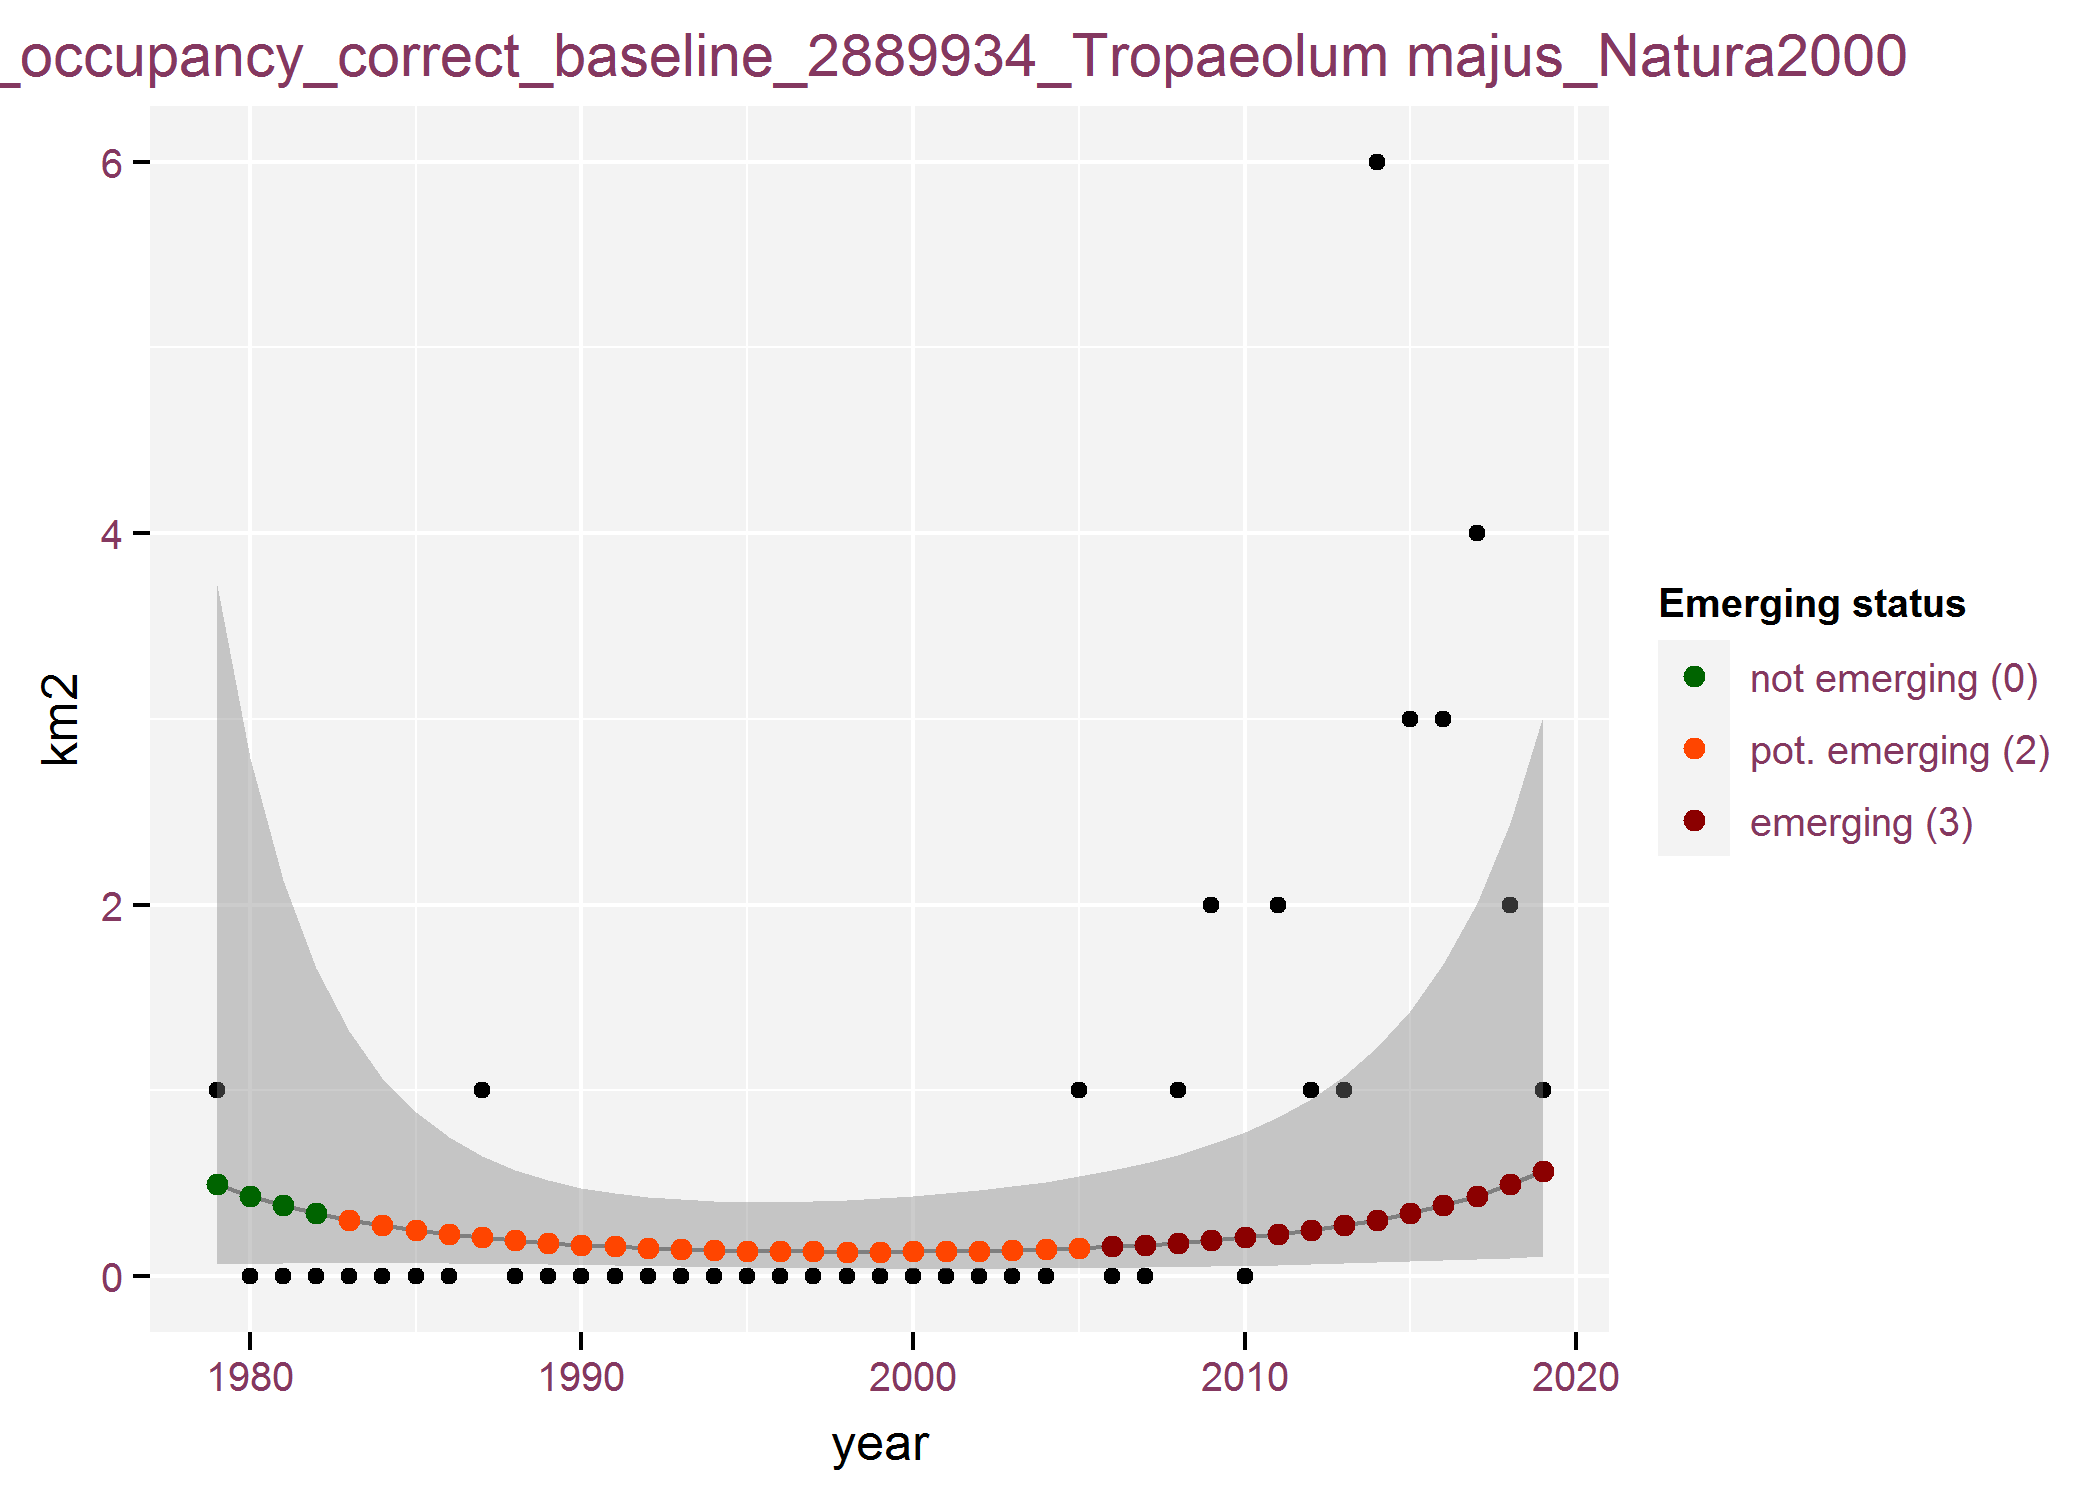 _occupancy_correct_baseline_2889934_Tropaeolum majus_Natura2000
6
4
2
0
km2
1980
1990
2000
2010
2020
year
Emerging status
not emerging (0)
pot. emerging (2)
emerging (3)